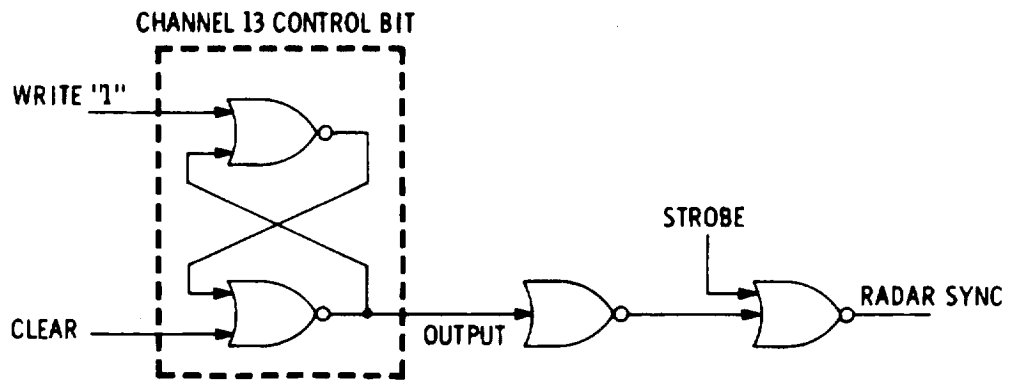 CHANNEL 13 CONTROL BIT
WRITE "1"
STROBE
RADAR SYNC
CLEAR
OUTPUT